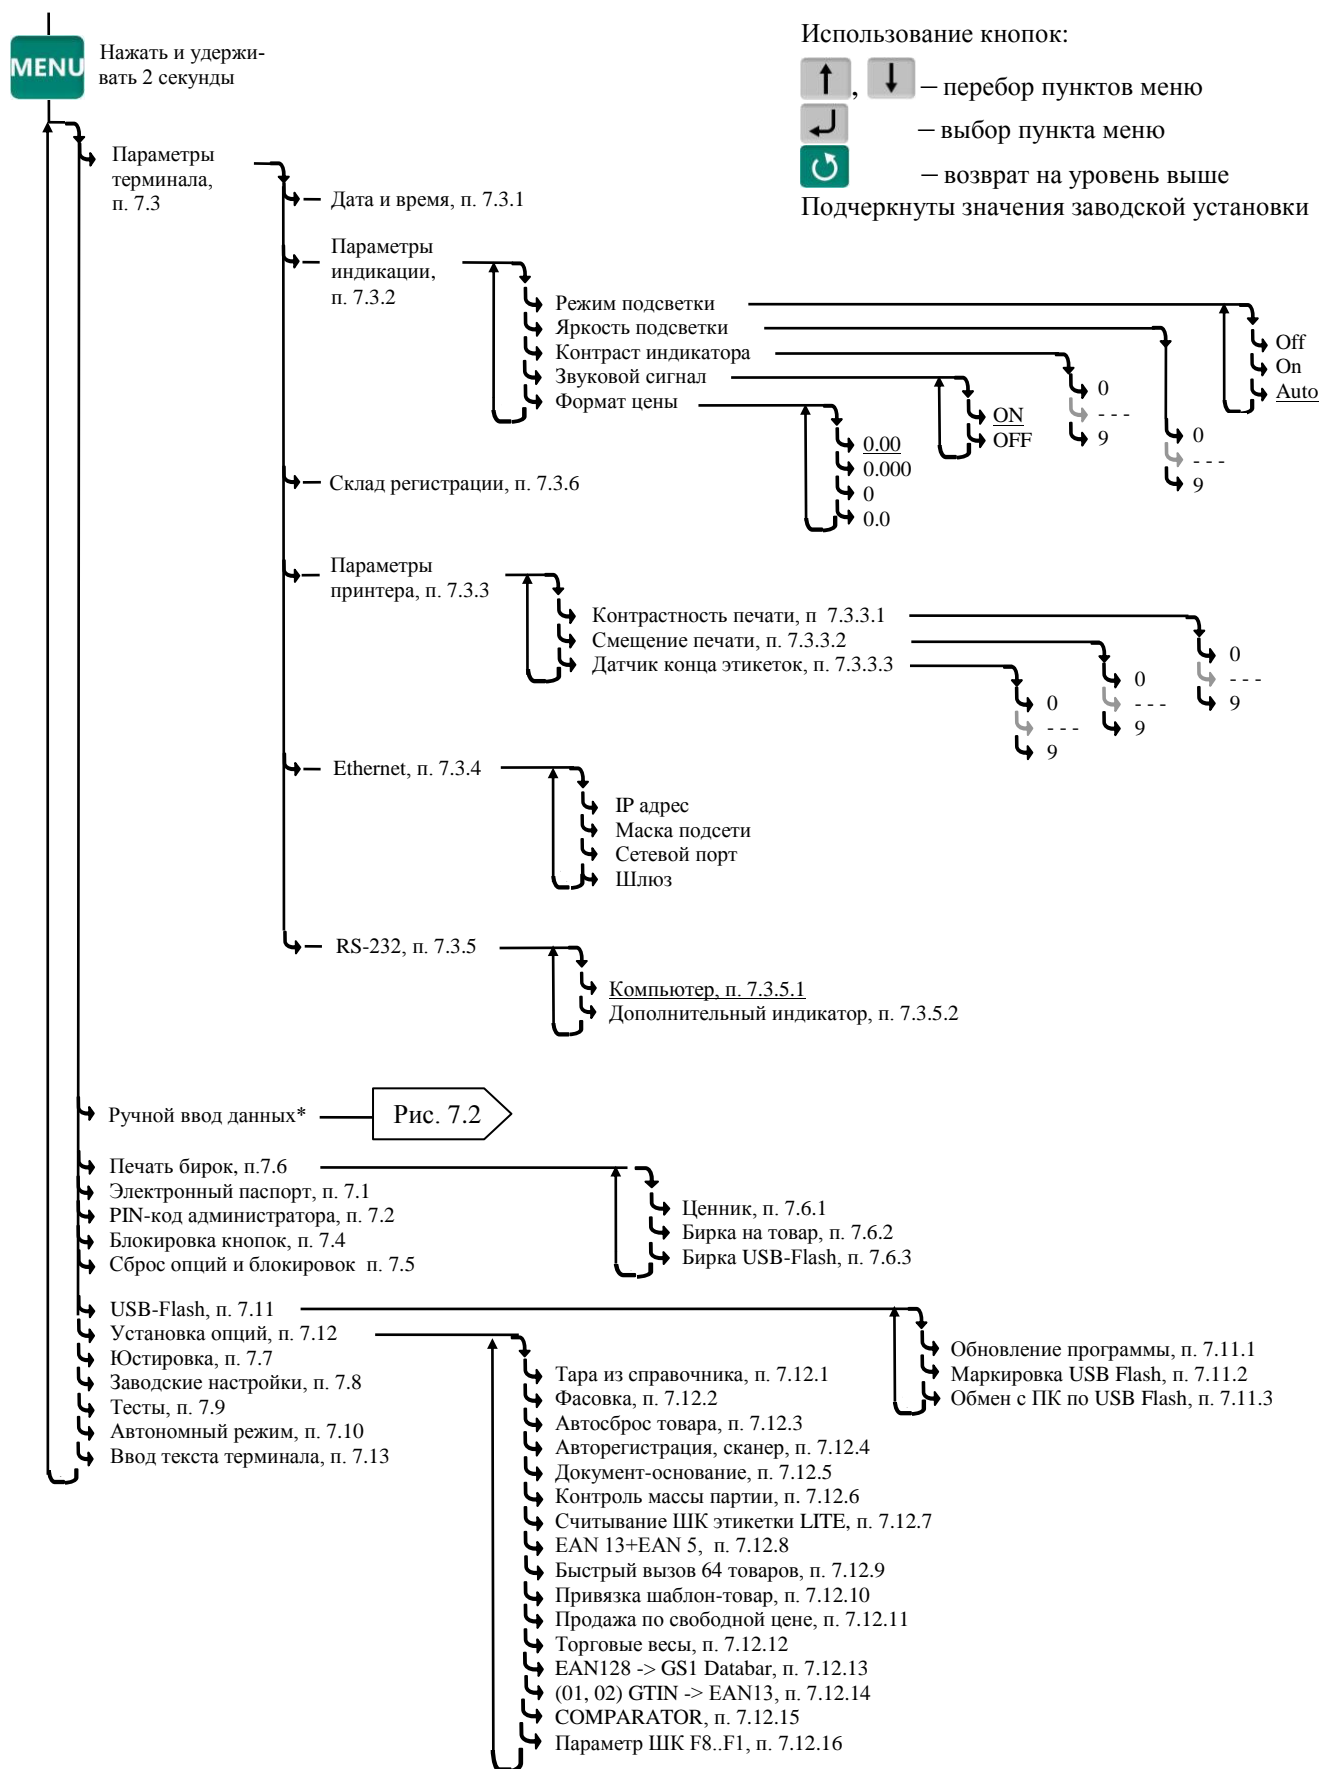 MENU
Нажать и удержи-
вать 2 секунды
Использование кнопок:
, – перебор пунктов меню
– выбор пункта меню
– возврат на уровень выше
Подчеркнуты значения заводской установки
Параметры
терминала,
п. 7.3
Дата и время, п. 7.3.1
Параметры
индикации,
п. 7.3.2
Режим подсветки
Яркость подсветки
Контраст индикатора
Звуковой сигнал
Формат цены
Off
On
Auto
0
- - -
9
0
- - -
9
ON
OFF
0.00
0.000
0
0.0
Склад регистрации, п. 7.3.6
Параметры
принтера, п. 7.3.3
Контрастность печати, п 7.3.3.1
Смещение печати, п. 7.3.3.2
Датчик конца этикеток, п. 7.3.3.3
0
- - -
9
0
- - -
9
0
- - -
9
Ethernet, п. 7.3.4
IP адрес
Маска подсети
Сетевой порт
Шлюз
RS-232, п. 7.3.5
Компьютер, п. 7.3.5.1
Дополнительный индикатор, п. 7.3.5.2
Ручной ввод данных*
Рис. 7.2
Печать бирок, п.7.6
Электронный паспорт, п. 7.1
PIN-код администратора, п. 7.2
Блокировка кнопок, п. 7.4
Сброс опций и блокировок п. 7.5
Ценник, п. 7.6.1
Бирка на товар, п. 7.6.2
Бирка USB-Flash, п. 7.6.3
USB-Flash, п. 7.11
Установка опций, п. 7.12
Юстировка, п. 7.7
Заводские настройки, п. 7.8
Тесты, п. 7.9
Автономный режим, п. 7.10
Ввод текста терминала, п. 7.13
Обновление программы, п. 7.11.1
Маркировка USB Flash, п. 7.11.2
Обмен с ПК по USB Flash, п. 7.11.3
Тара из справочника, п. 7.12.1
Фасовка, п. 7.12.2
Автосброс товара, п. 7.12.3
Авторегистрация, сканер, п. 7.12.4
Документ-основание, п. 7.12.5
Контроль массы партии, п. 7.12.6
Считывание ШК этикетки LITE, п. 7.12.7
EAN 13+EAN 5, п. 7.12.8
Быстрый вызов 64 товаров, п. 7.12.9
Привязка шаблон-товар, п. 7.12.10
Продажа по свободной цене, п. 7.12.11
Торговые весы, п. 7.12.12
EAN128 -> GS1 Databar, п. 7.12.13
(01, 02) GTIN -> EAN13, п. 7.12.14
COMPARATOR, п. 7.12.15
Параметр ШК F8..F1, п. 7.12.16